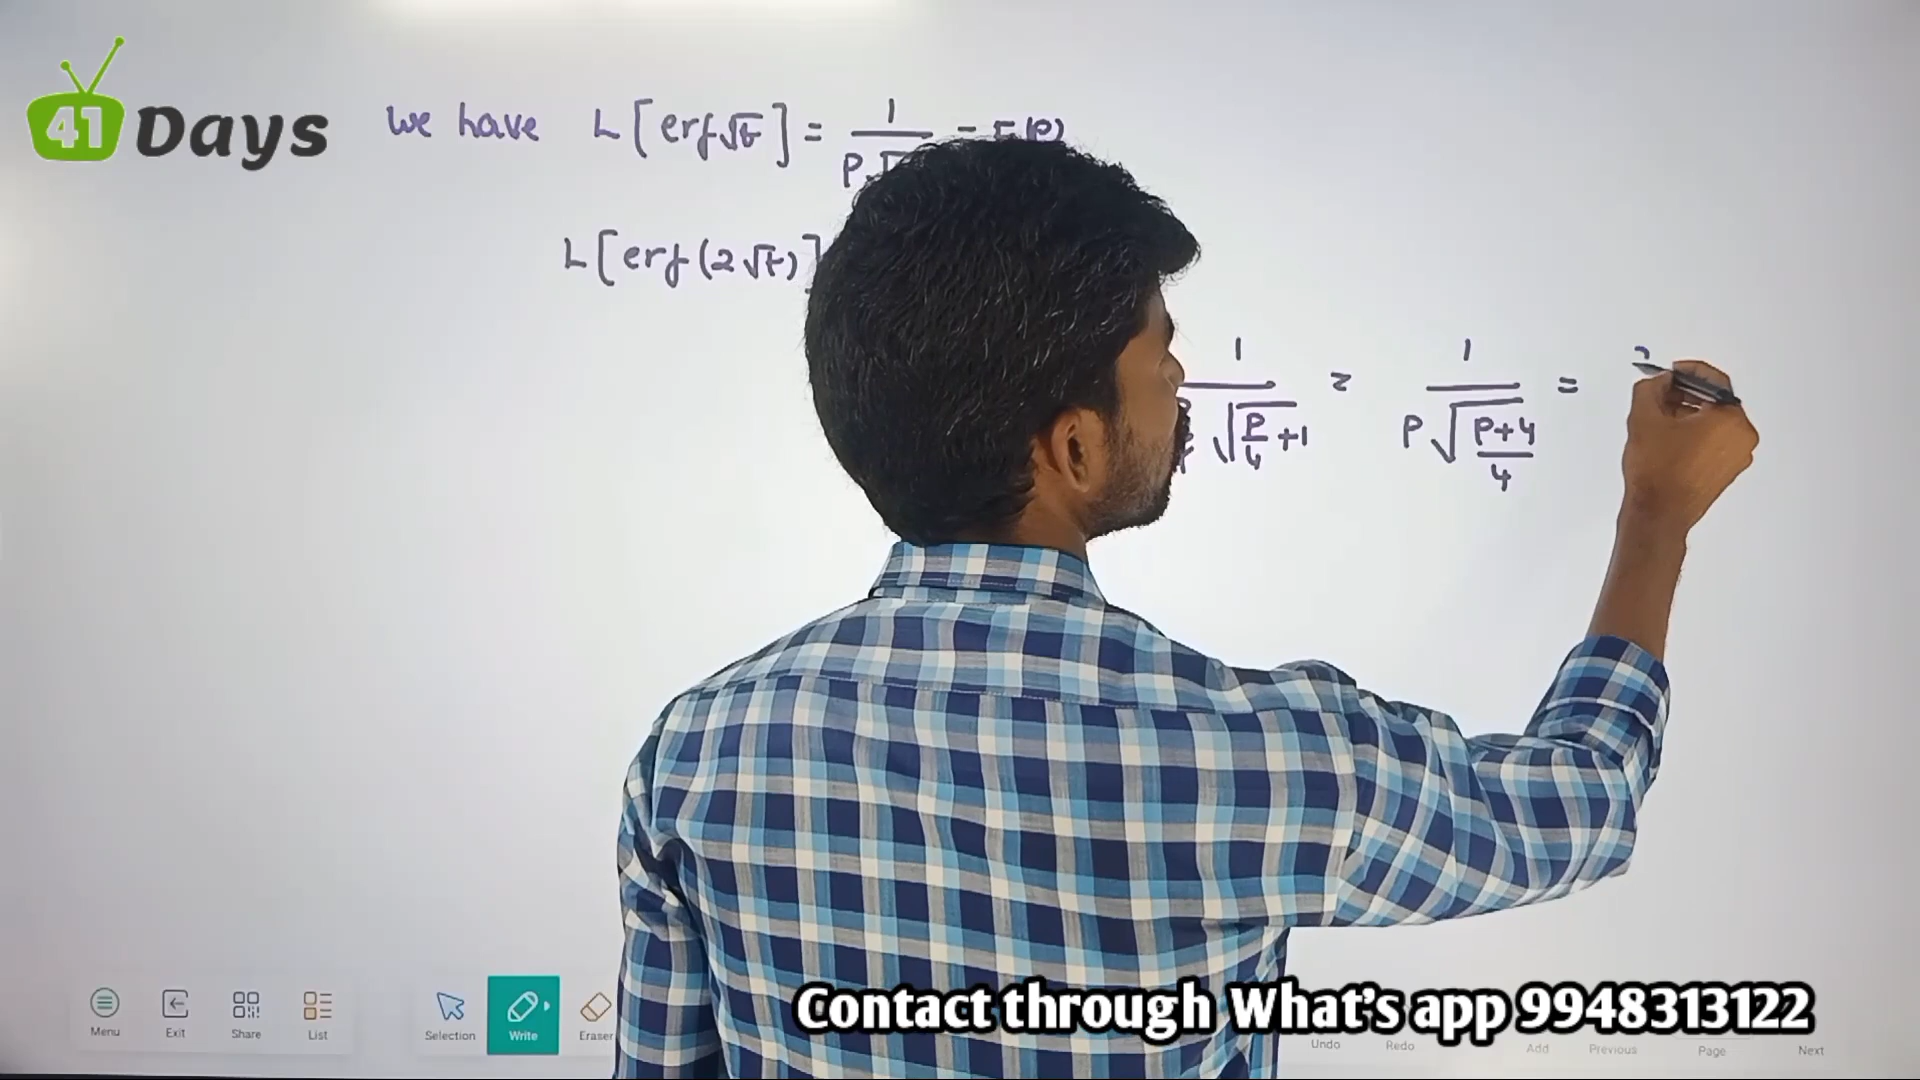 41 Days
We have L[erf√t] = 1/P√ = F(P)
L[erf(2√t)]
1/√(P/4 + 1) = 1/(P√((P+4)/4)) =
Contact through What's app 9948313122
Menu Exit Share List Selection Write Eraser Undo Redo Add Previous Page Next